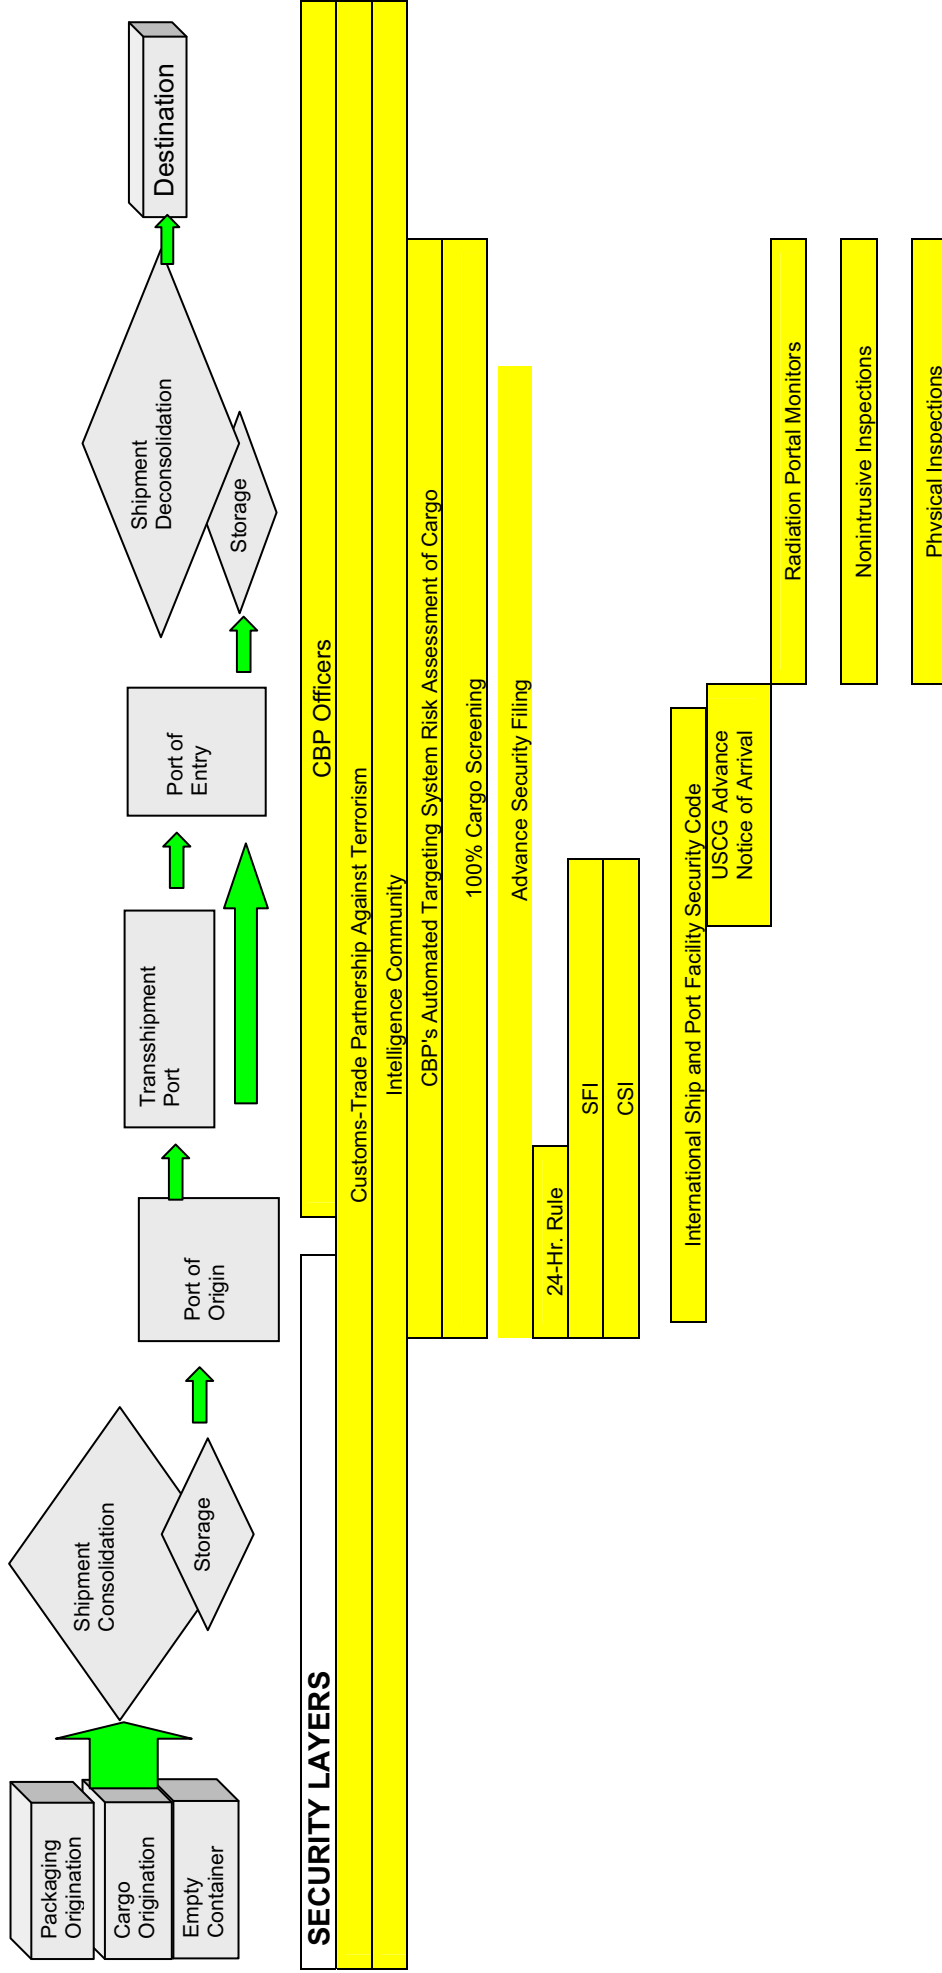 Packaging
Origination
Cargo
Origination
Empty
Container
Shipment
Consolidation
Storage
Port of
Origin
Transshipment
Port
Port of
Entry
Shipment
Deconsolidation
Storage
Destination
SECURITY LAYERS
CBP Officers
Customs-Trade Partnership Against Terrorism
Intelligence Community
CBP's Automated Targeting System Risk Assessment of Cargo
100% Cargo Screening
Advance Security Filing
24-Hr. Rule
SFI
CSI
International Ship and Port Facility Security Code
USCG Advance
Notice of Arrival
Radiation Portal Monitors
Nonintrusive Inspections
Physical Inspections